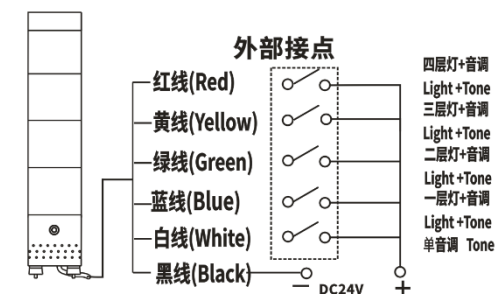 外部接点
红线(Red)
黄线(Yellow)
绿线(Green)
蓝线(Blue)
白线(White)
黑线(Black)
DC24V
− +
四层灯+音调
Light +Tone
三层灯+音调
Light +Tone
二层灯+音调
Light +Tone
一层灯+音调
Light +Tone
单音调 Tone